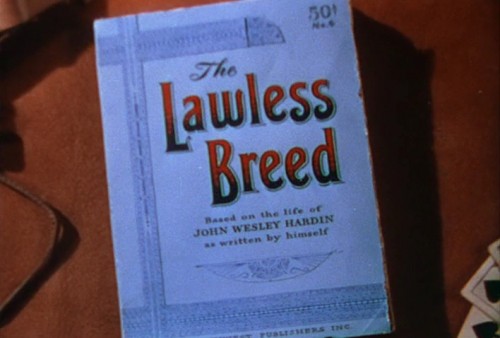 50¢
No. 6
The
Lawless
Breed
Based on the life of
JOHN WESLEY HARDIN
as written by himself
PUBLISHERS INC.